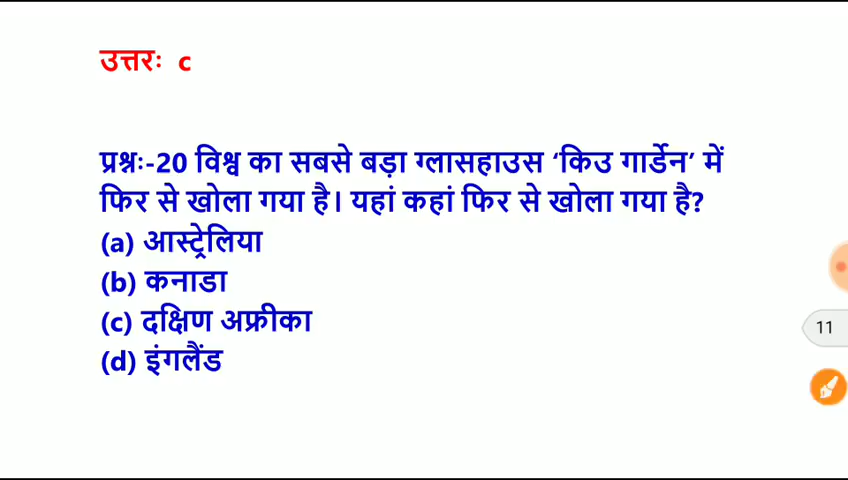 उत्तरः c
प्रश्नः-20 विश्व का सबसे बड़ा ग्लासहाउस ‘किउ गार्डेन’ में
फिर से खोला गया है। यहां कहां फिर से खोला गया है?
(a) आस्ट्रेलिया
(b) कनाडा
(c) दक्षिण अफ्रीका
(d) इंगलैंड
11